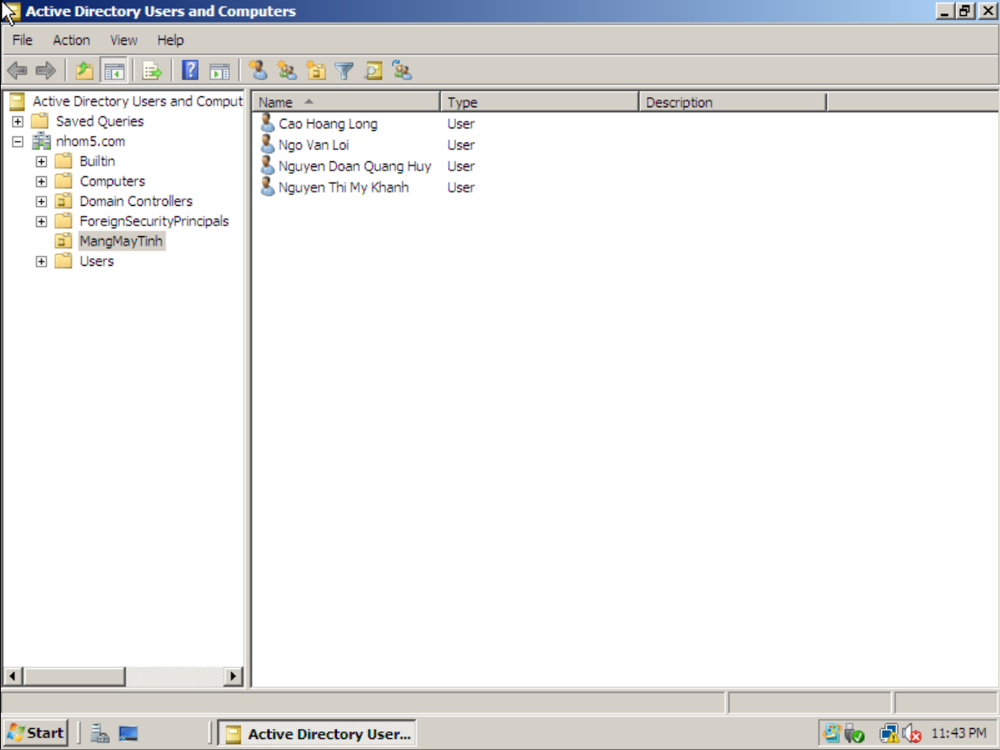 Active Directory Users and Computers
File Action View Help
Active Directory Users and Comput
Saved Queries
nhom5.com
Builtin
Computers
Domain Controllers
ForeignSecurityPrincipals
MangMayTinh
Users
Name Type Description
Cao Hoang Long User
Ngo Van Loi User
Nguyen Doan Quang Huy User
Nguyen Thi My Khanh User
Start Active Directory User... 11:43 PM